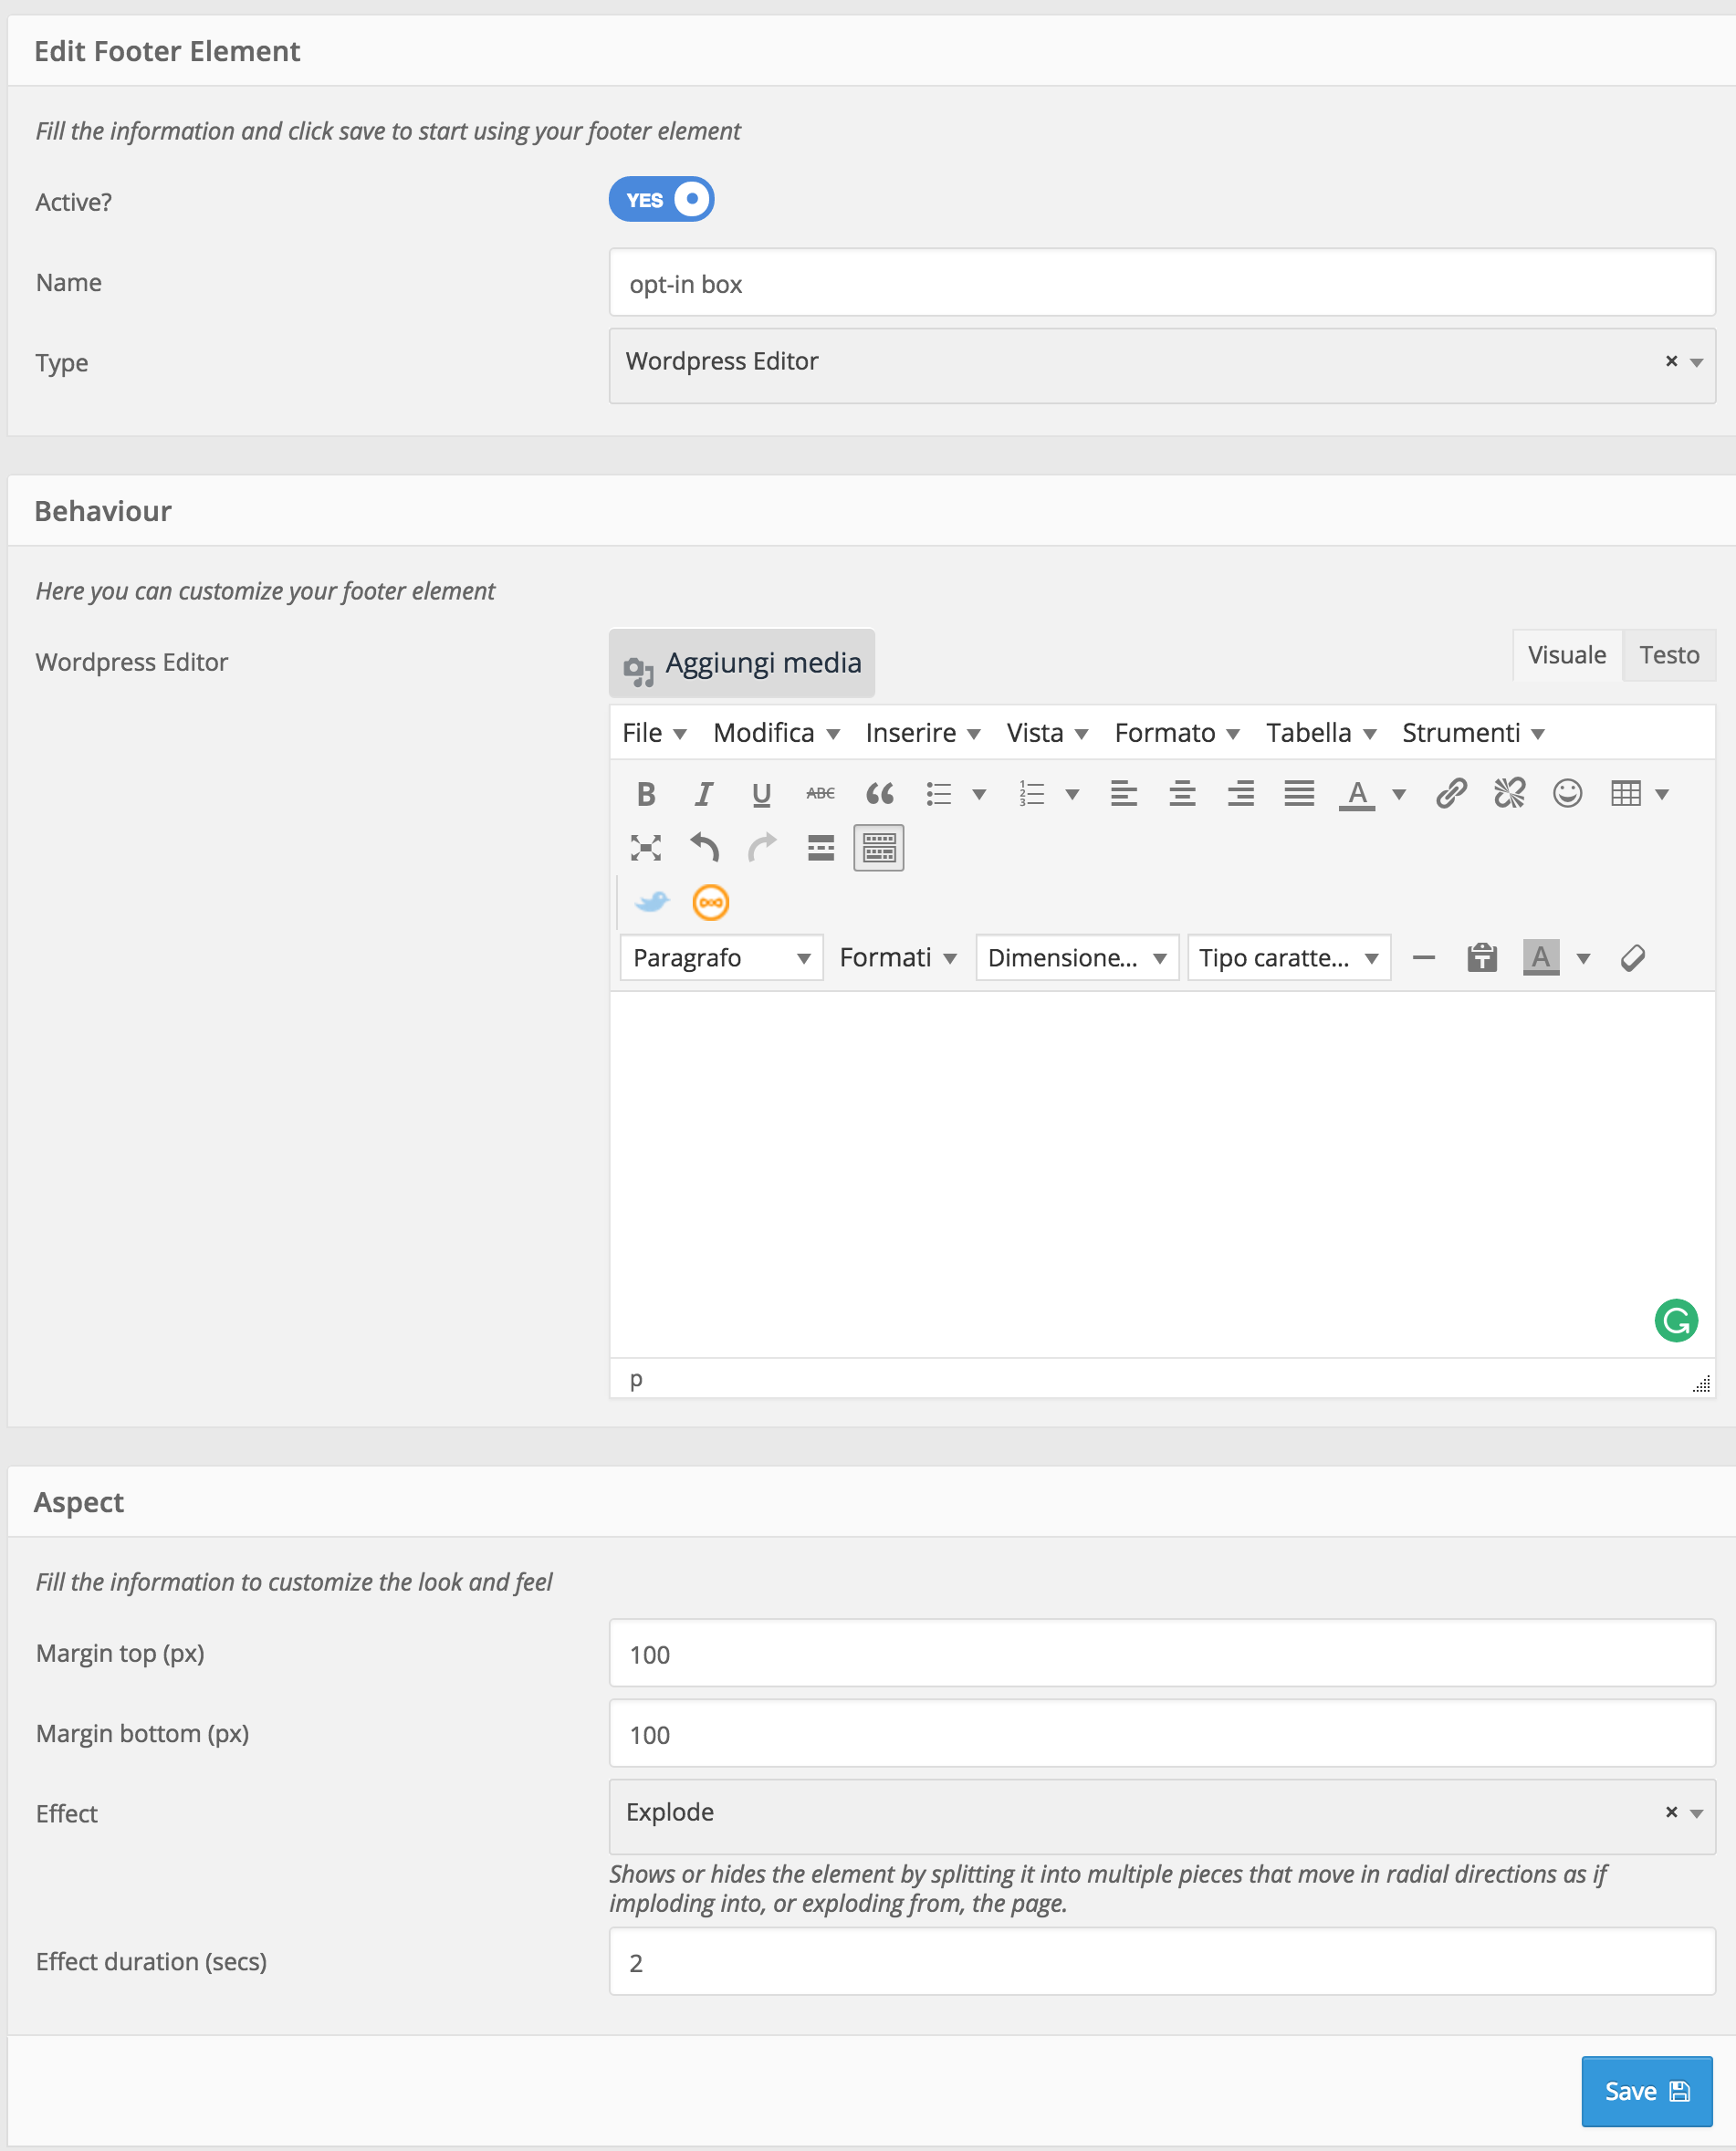 Edit Footer Element
Fill the information and click save to start using your footer element
Active?
YES
Name
opt-in box
Type
Wordpress Editor
Behaviour
Here you can customize your footer element
Wordpress Editor
Aggiungi media
Visuale
Testo
File Modifica Inserire Vista Formato Tabella Strumenti
B I U ABC A
Paragrafo Formati Dimensione... Tipo caratte... T A
p
Aspect
Fill the information to customize the look and feel
Margin top (px)
100
Margin bottom (px)
100
Effect
Explode
Shows or hides the element by splitting it into multiple pieces that move in radial directions as if
imploding into, or exploding from, the page.
Effect duration (secs)
2
Save